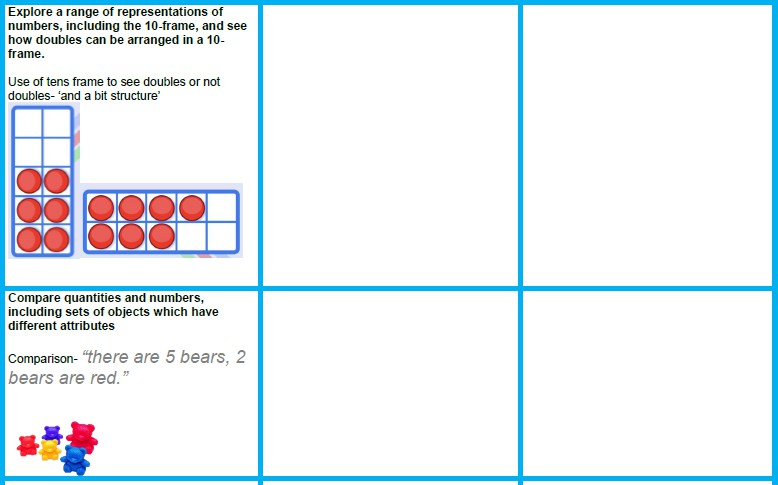 Explore a range of representations of
numbers, including the 10-frame, and see
how doubles can be arranged in a 10-
frame.
Use of tens frame to see doubles or not
doubles- ‘and a bit structure’
Compare quantities and numbers,
including sets of objects which have
different attributes
Comparison- “there are 5 bears, 2
bears are red.”